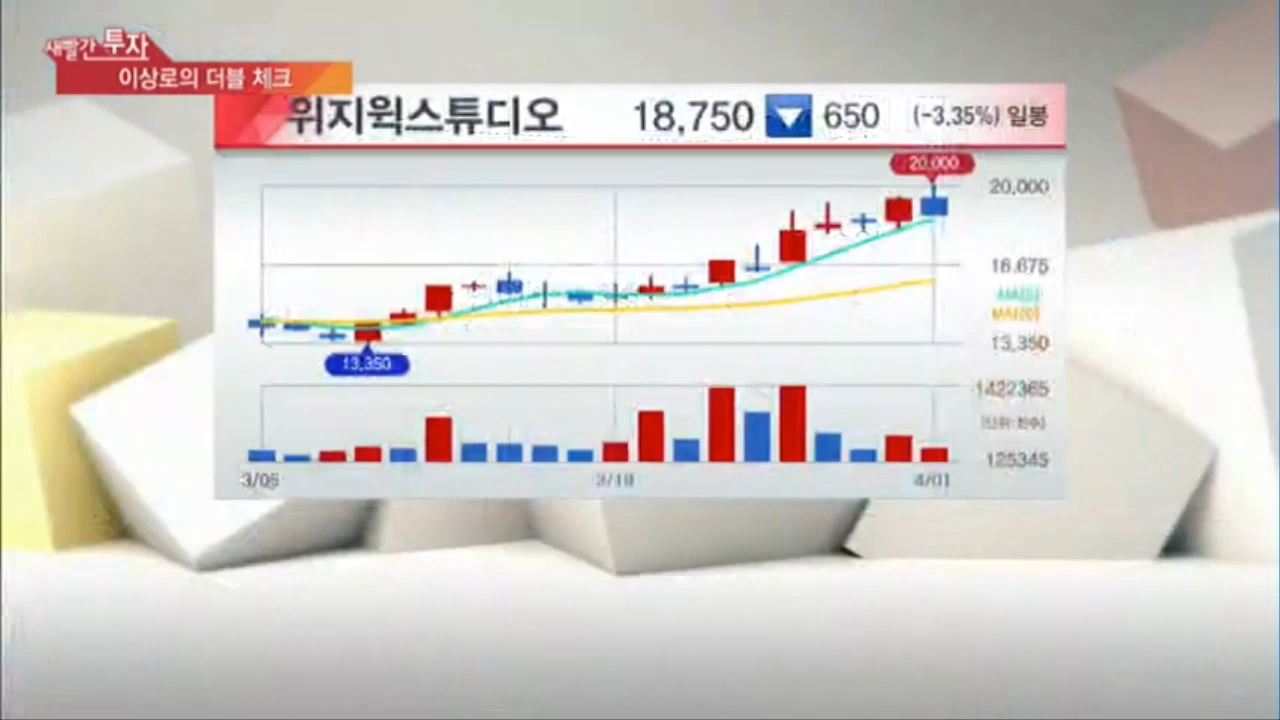 새빨간 투자
이상로의 더블 체크
위지윅스튜디오 18,750 650 (-3.35%) 일봉
20,000
20,000
16,675
13,350
13,350
1422365
125345
3/05 4/01